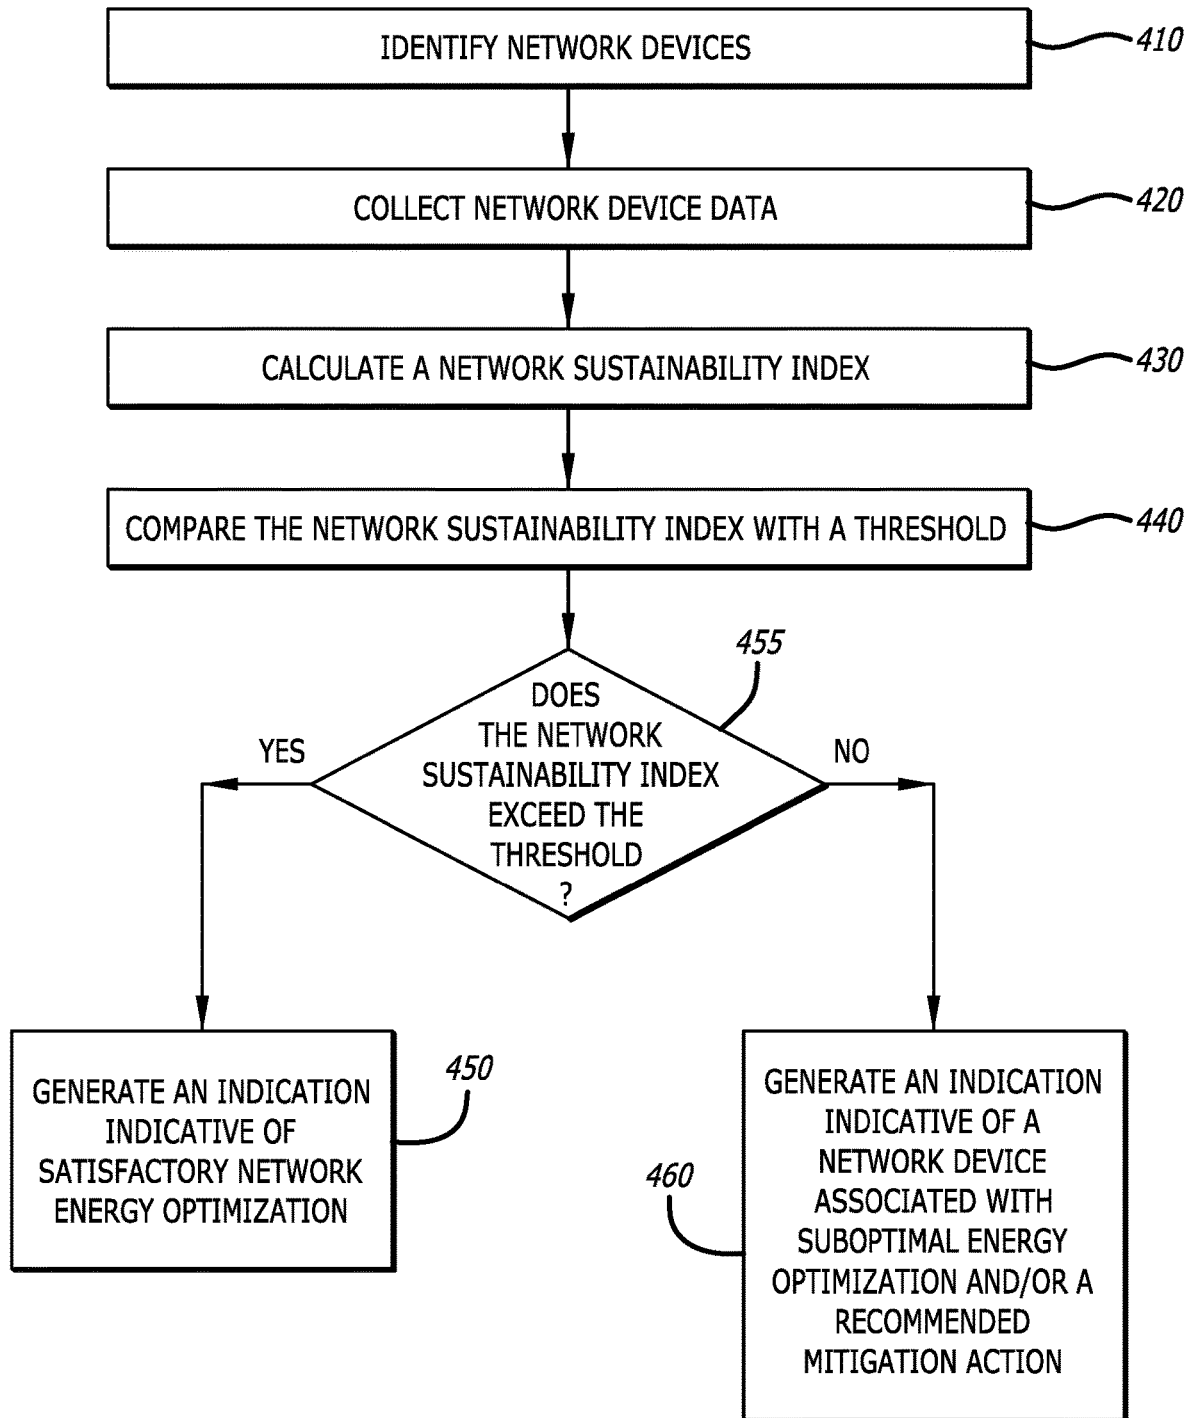 IDENTIFY NETWORK DEVICES
410
COLLECT NETWORK DEVICE DATA
420
CALCULATE A NETWORK SUSTAINABILITY INDEX
430
COMPARE THE NETWORK SUSTAINABILITY INDEX WITH A THRESHOLD
440
455
DOES
THE NETWORK
SUSTAINABILITY INDEX
EXCEED THE
THRESHOLD
?
YES
NO
GENERATE AN INDICATION
INDICATIVE OF
SATISFACTORY NETWORK
ENERGY OPTIMIZATION
450
460
GENERATE AN INDICATION
INDICATIVE OF A
NETWORK DEVICE
ASSOCIATED WITH
SUBOPTIMAL ENERGY
OPTIMIZATION AND/OR A
RECOMMENDED
MITIGATION ACTION